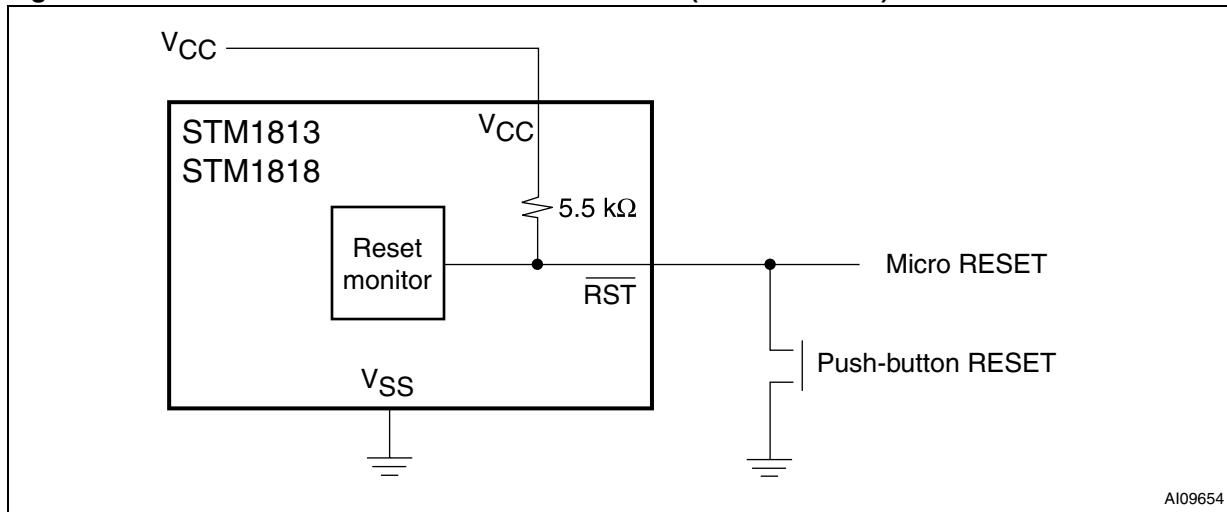 VCC
STM1813
STM1818
VCC
5.5 kΩ
Reset
monitor
RST
Micro RESET
Push-button RESET
VSS
AI09654